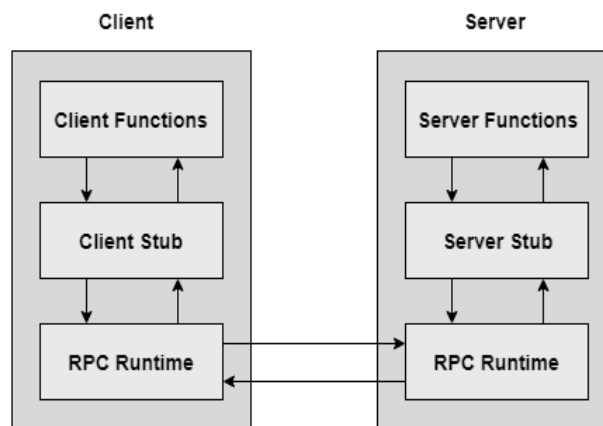 Client
Server
Client Functions
Server Functions
Client Stub
Server Stub
RPC Runtime
RPC Runtime